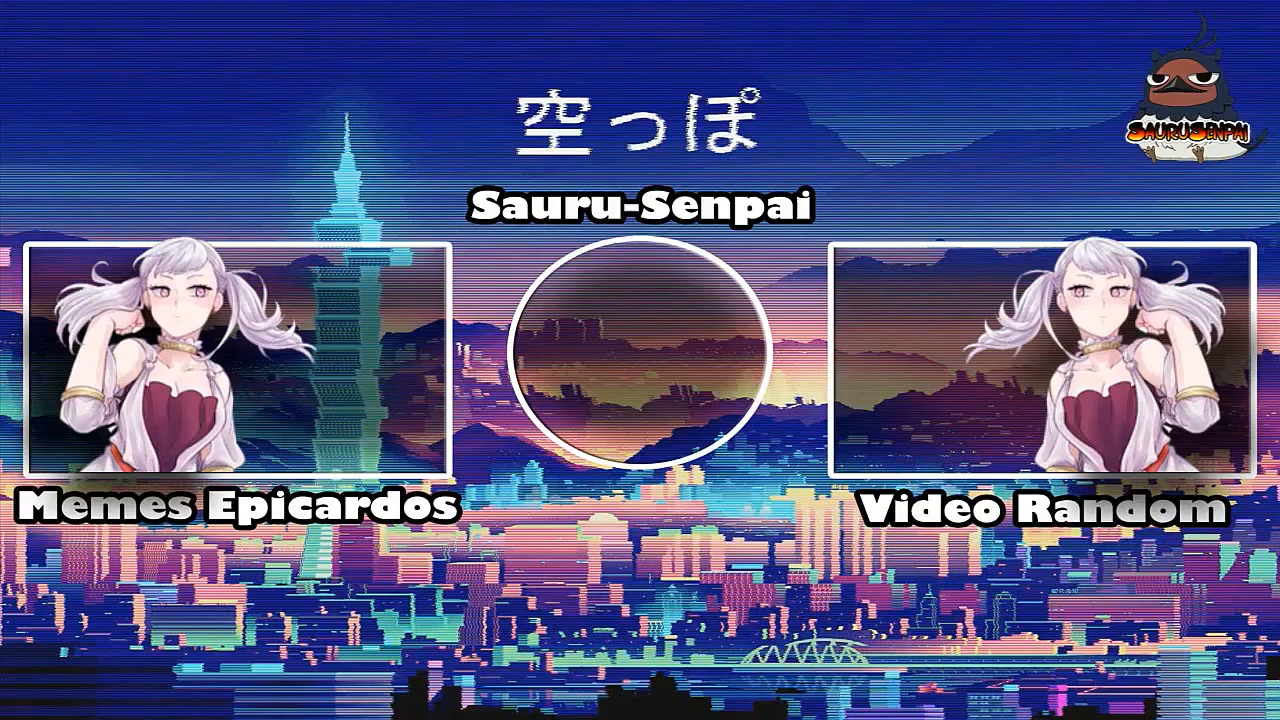 空っぽ
SAURUSENPAI
Sauru-Senpai
Memes Epicardos
Video Random